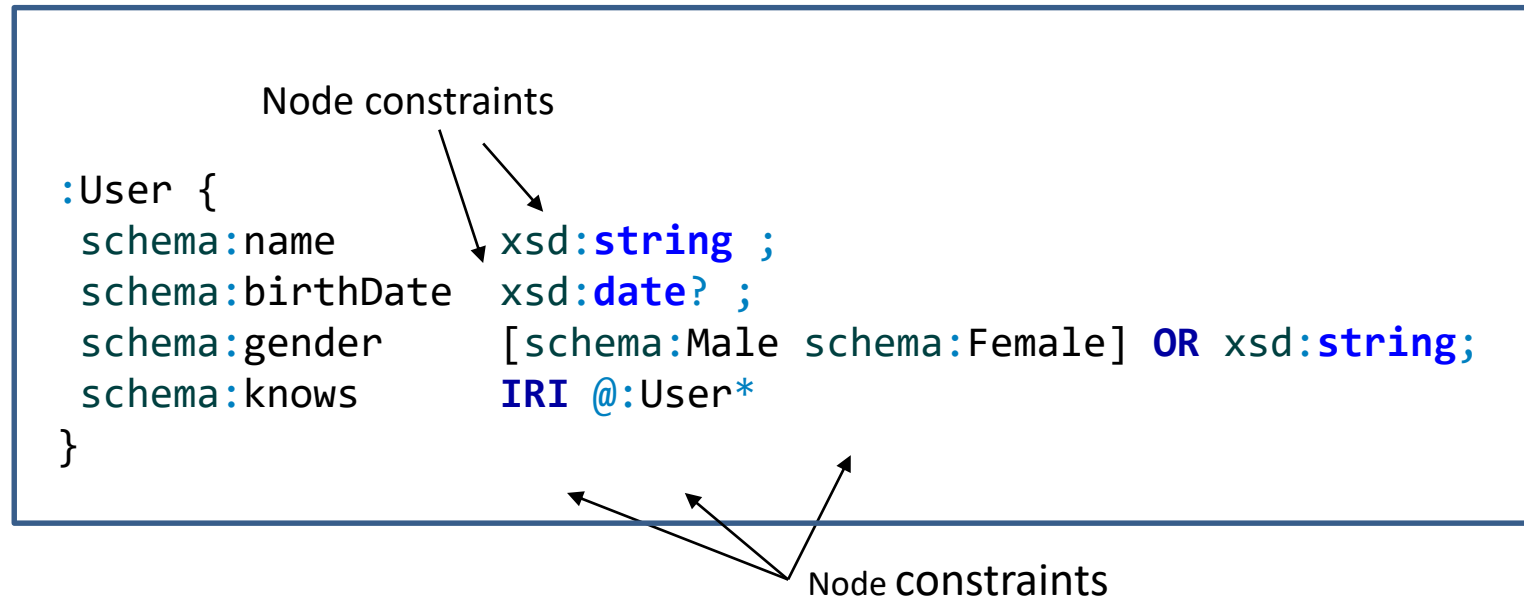 Node constraints
:User {
schema:name xsd:string ;
schema:birthDate xsd:date? ;
schema:gender [schema:Male schema:Female] OR xsd:string;
schema:knows IRI @:User*
}
Node constraints